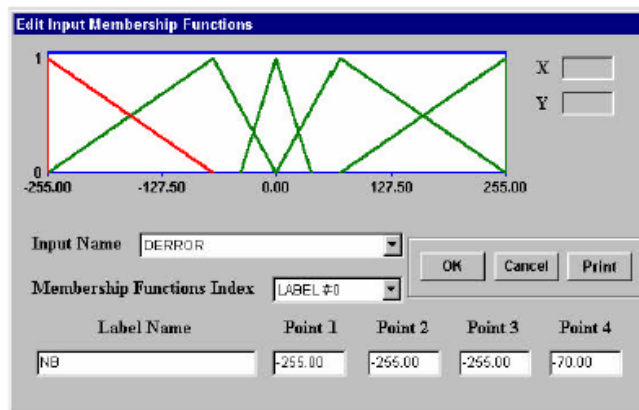 Edit Input Membership Functions
1
0
-255.00 -127.50 0.00 127.50 255.00
X
Y
Input Name DERROR
Membership Functions Index LABEL #0
OK Cancel Print
Label Name Point 1 Point 2 Point 3 Point 4
NB -255.00 -255.00 -255.00 -70.00